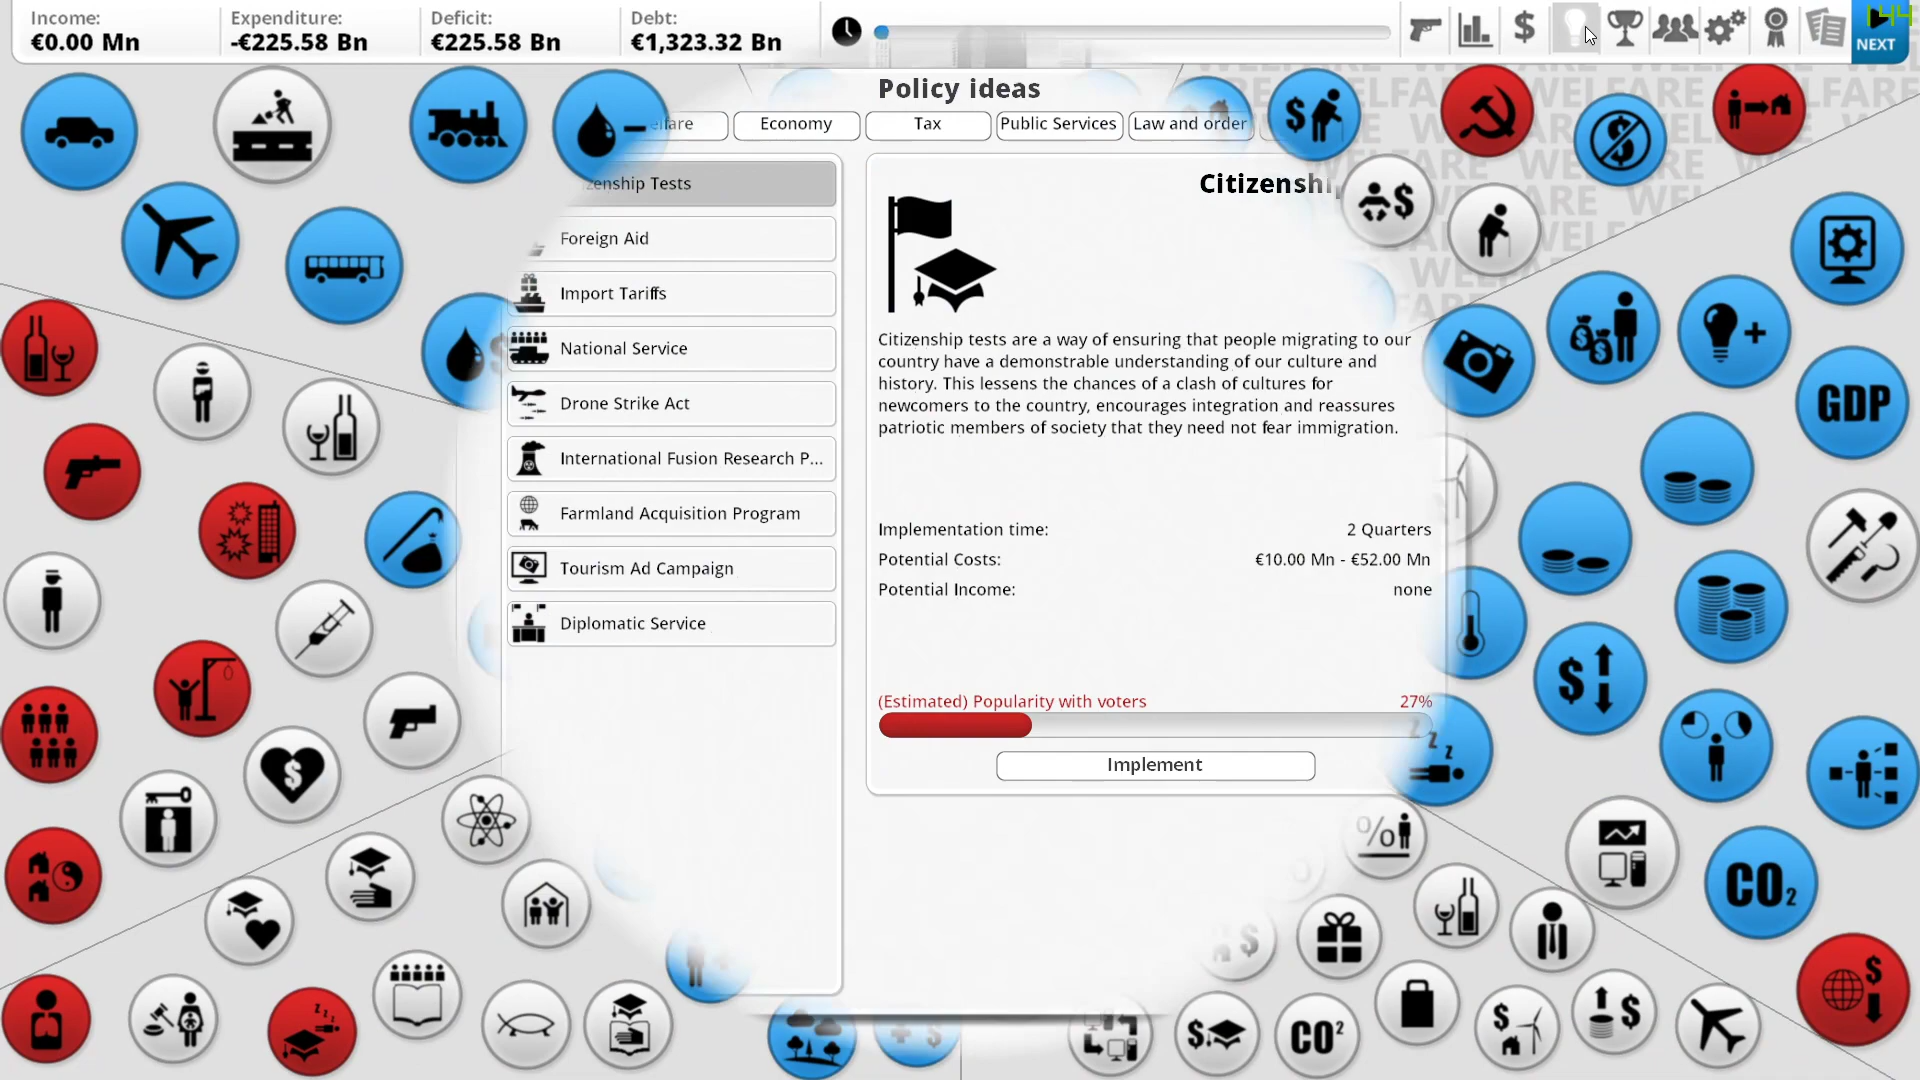 Income:
€0.00 Mn
Expenditure:
-€225.58 Bn
Deficit:
€225.58 Bn
Debt:
€1,323.32 Bn
144
NEXT
Policy ideas
Economy
Tax
Public Services
Law and order
Tests
Foreign Aid
Import Tariffs
National Service
Drone Strike Act
International Fusion Research P...
Farmland Acquisition Program
Tourism Ad Campaign
Diplomatic Service
Citizenship tests are a way of ensuring that people migrating to our
country have a demonstrable understanding of our culture and
history. This lessens the chances of a clash of cultures for
newcomers to the country, encourages integration and reassures
patriotic members of society that they need not fear immigration.
Implementation time: 2 Quarters
Potential Costs: €10.00 Mn - €52.00 Mn
Potential Income: none
(Estimated) Popularity with voters 27%
Implement
WELFARE WELFARE WELFARE
GDP
CO₂
CO²